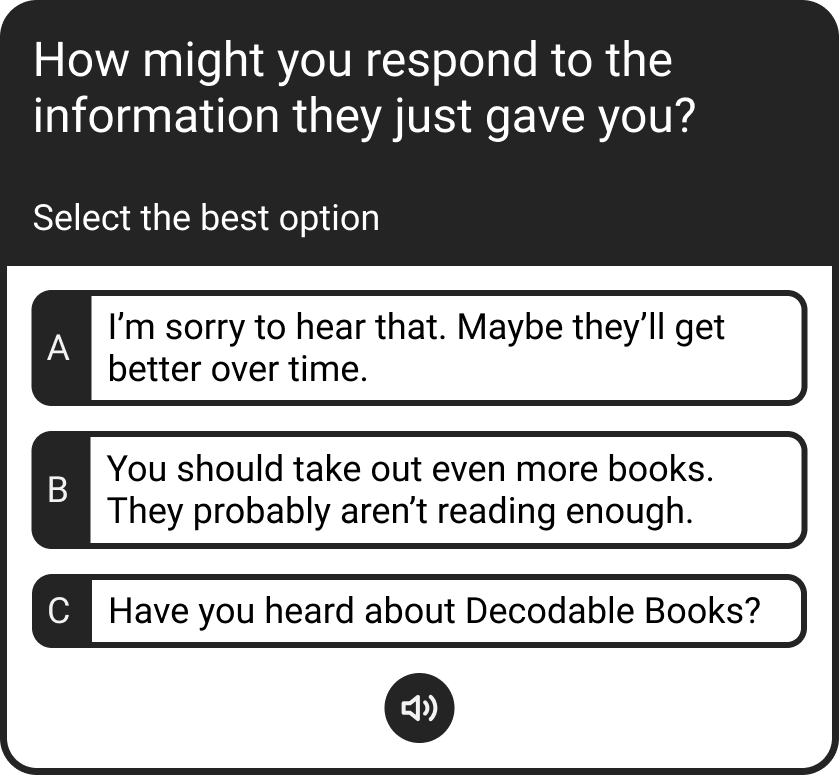 How might you respond to the
information they just gave you?
Select the best option
A
I’m sorry to hear that. Maybe they’ll get
better over time.
B
You should take out even more books.
They probably aren’t reading enough.
C
Have you heard about Decodable Books?